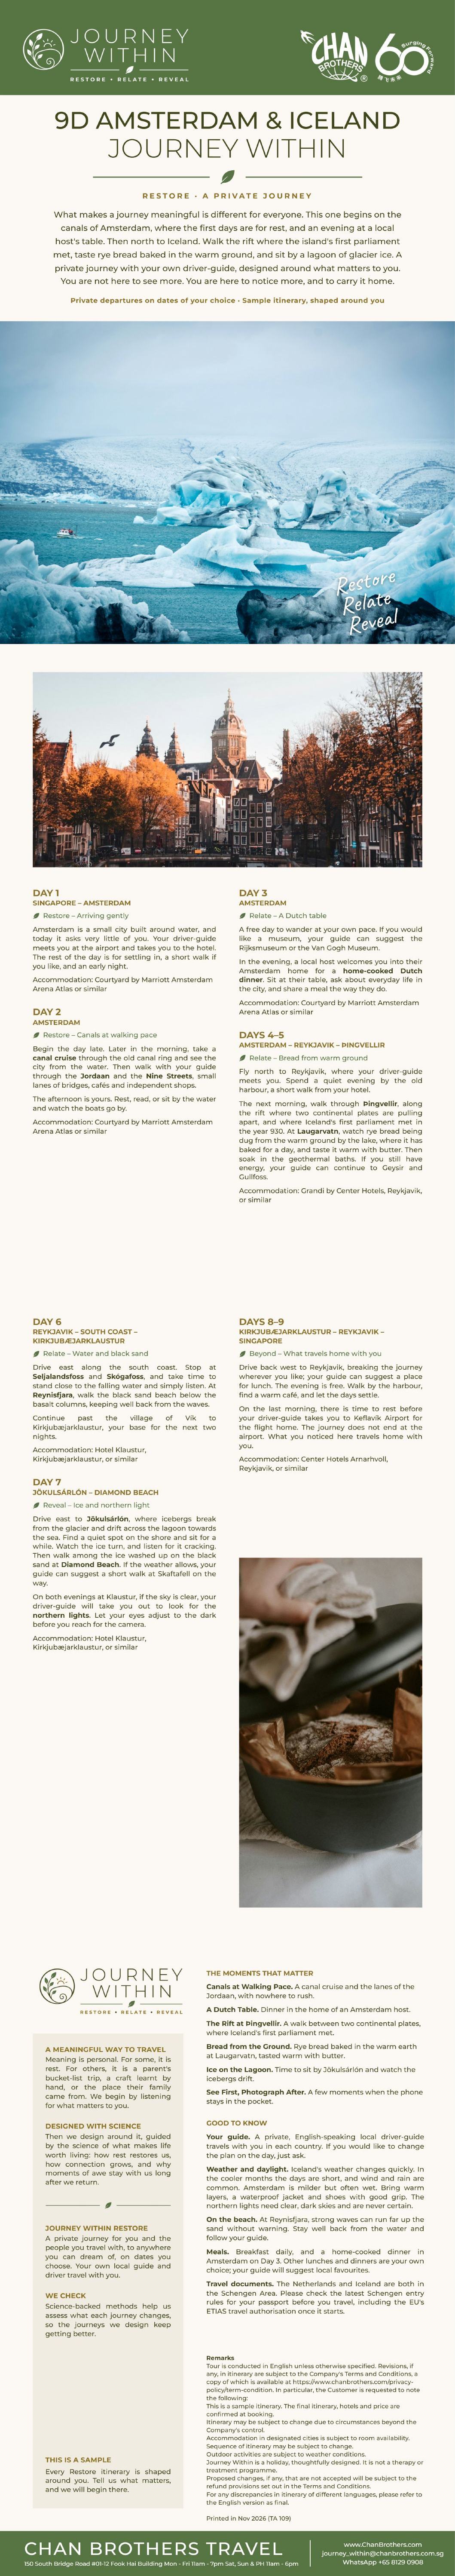 JOURNEY
WITHIN
RESTORE • RELATE • REVEAL
CHAN
BROTHERS
60
Surging Forward
®
9D AMSTERDAM & ICELAND
JOURNEY WITHIN
RESTORE · A PRIVATE JOURNEY
What makes a journey meaningful is different for everyone. This one begins on the
canals of Amsterdam, where the first days are for rest, and an evening at a local
host's table. Then north to Iceland. Walk the rift where the island's first parliament
met, taste rye bread baked in the warm ground, and sit by a lagoon of glacier ice. A
private journey with your own driver-guide, designed around what matters to you.
You are not here to see more. You are here to notice more, and to carry it home.
Private departures on dates of your choice · Sample itinerary, shaped around you
Restore
Relate
Reveal
DAY 1
SINGAPORE – AMSTERDAM
Restore – Arriving gently
Amsterdam is a small city built around water, and
today it asks very little of you. Your driver-guide
meets you at the airport and takes you to the hotel.
The rest of the day is for settling in, a short walk if
you like, and an early night.
Accommodation: Courtyard by Marriott Amsterdam
Arena Atlas or similar
DAY 2
AMSTERDAM
Restore – Canals at walking pace
Begin the day late. Later in the morning, take a
canal cruise through the old canal ring and see the
city from the water. Then walk with your guide
through the Jordaan and the Nine Streets, small
lanes of bridges, cafés and independent shops.
The afternoon is yours. Rest, read, or sit by the water
and watch the boats go by.
Accommodation: Courtyard by Marriott Amsterdam
Arena Atlas or similar
DAY 3
AMSTERDAM
Relate – A Dutch table
A free day to wander at your own pace. If you would
like a museum, your guide can suggest the
Rijksmuseum or the Van Gogh Museum.
In the evening, a local host welcomes you into their
Amsterdam home for a home-cooked Dutch
dinner. Sit at their table, ask about everyday life in
the city, and share a meal the way they do.
Accommodation: Courtyard by Marriott Amsterdam
Arena Atlas or similar
DAYS 4–5
AMSTERDAM – REYKJAVIK – ÞINGVELLIR
Relate – Bread from warm ground
Fly north to Reykjavik, where your driver-guide
meets you. Spend a quiet evening by the old
harbour, a short walk from your hotel.
The next morning, walk through Þingvellir, along
the rift where two continental plates are pulling
apart, and where Iceland's first parliament met in
the year 930. At Laugarvatn, watch rye bread being
dug from the warm ground by the lake, where it has
baked for a day, and taste it warm with butter. Then
soak in the geothermal baths. If you still have
energy, your guide can continue to Geysir and
Gullfoss.
Accommodation: Grandi by Center Hotels, Reykjavik,
or similar
DAY 6
REYKJAVIK – SOUTH COAST –
KIRKJUBÆJARKLAUSTUR
Relate – Water and black sand
Drive east along the south coast. Stop at
Seljalandsfoss and Skógafoss, and take time to
stand close to the falling water and simply listen. At
Reynisfjara, walk the black sand beach below the
basalt columns, keeping well back from the waves.
Continue past the village of Vik to
Kirkjubæjarklaustur, your base for the next two
nights.
Accommodation: Hotel Klaustur,
Kirkjubæjarklaustur, or similar
DAY 7
JÖKULSÁRLÓN – DIAMOND BEACH
Reveal – Ice and northern light
Drive east to Jökulsárlón, where icebergs break
from the glacier and drift across the lagoon towards
the sea. Find a quiet spot on the shore and sit for a
while. Watch the ice turn, and listen for it cracking.
Then walk among the ice washed up on the black
sand at Diamond Beach. If the weather allows, your
guide can suggest a short walk at Skaftafell on the
way.
On both evenings at Klaustur, if the sky is clear, your
driver-guide will take you out to look for the
northern lights. Let your eyes adjust to the dark
before you reach for the camera.
Accommodation: Hotel Klaustur,
Kirkjubæjarklaustur, or similar
DAYS 8–9
KIRKJUBÆJARKLAUSTUR – REYKJAVIK –
SINGAPORE
Beyond – What travels home with you
Drive back west to Reykjavik, breaking the journey
wherever you like; your guide can suggest a place
for lunch. The evening is free. Walk by the harbour,
find a warm café, and let the days settle.
On the last morning, there is time to rest before
your driver-guide takes you to Keflavik Airport for
the flight home. The journey does not end at the
airport. What you noticed here travels home with
you.
Accommodation: Center Hotels Arnarhvoll,
Reykjavik, or similar
JOURNEY
WITHIN
RESTORE • RELATE • REVEAL
A MEANINGFUL WAY TO TRAVEL
Meaning is personal. For some, it is
rest. For others, it is a parent's
bucket-list trip, a craft learnt by
hand, or the place their family
came from. We begin by listening
for what matters to you.
DESIGNED WITH SCIENCE
Then we design around it, guided
by the science of what makes life
worth living: how rest restores us,
how connection grows, and why
moments of awe stay with us long
after we return.
JOURNEY WITHIN RESTORE
A private journey for you and the
people you travel with, to anywhere
you can dream of, on dates you
choose. Your own local guide and
driver travel with you.
WE CHECK
Science-backed methods help us
assess what each journey changes,
so the journeys we design keep
getting better.
THIS IS A SAMPLE
Every Restore itinerary is shaped
around you. Tell us what matters,
and we will begin there.
THE MOMENTS THAT MATTER
Canals at Walking Pace. A canal cruise and the lanes of the
Jordaan, with nowhere to rush.
A Dutch Table. Dinner in the home of an Amsterdam host.
The Rift at Þingvellir. A walk between two continental plates,
where Iceland's first parliament met.
Bread from the Ground. Rye bread baked in the warm earth
at Laugarvatn, tasted warm with butter.
Ice on the Lagoon. Time to sit by Jökulsárlón and watch the
icebergs drift.
See First, Photograph After. A few moments when the phone
stays in the pocket.
GOOD TO KNOW
Your guide. A private, English-speaking local driver-guide
travels with you in each country. If you would like to change
the plan on the day, just ask.
Weather and daylight. Iceland's weather changes quickly. In
the cooler months the days are short, and wind and rain are
common. Amsterdam is milder but often wet. Bring warm
layers, a waterproof jacket and shoes with good grip. The
northern lights need clear, dark skies and are never certain.
On the beach. At Reynisfjara, strong waves can run far up the
sand without warning. Stay well back from the water and
follow your guide.
Meals. Breakfast daily, and a home-cooked dinner in
Amsterdam on Day 3. Other lunches and dinners are your own
choice; your guide will suggest local favourites.
Travel documents. The Netherlands and Iceland are both in
the Schengen Area. Please check the latest Schengen entry
rules for your passport before you travel, including the EU's
ETIAS travel authorisation once it starts.
Remarks
Tour is conducted in English unless otherwise specified. Revisions, if
any, in itinerary are subject to the Company's Terms and Conditions, a
copy of which is available at https://www.chanbrothers.com/privacy-
policy/term-condition. In particular, the Customer is requested to note
the following:
This is a sample itinerary. The final itinerary, hotels and price are
confirmed at booking.
Itinerary may be subject to change due to circumstances beyond the
Company's control.
Accommodation in designated cities is subject to room availability.
Sequence of itinerary may be subject to change.
Outdoor activities are subject to weather conditions.
Journey Within is a holiday, thoughtfully designed. It is not a therapy or
treatment programme.
Proposed changes, if any, that are not accepted will be subject to the
refund provisions set out in the Terms and Conditions.
For any discrepancies in itinerary of different languages, please refer to
the English version as final.
Printed in Nov 2026 (TA 109)
CHAN BROTHERS TRAVEL
150 South Bridge Road #01-12 Fook Hai Building Mon - Fri 11am - 7pm Sat, Sun & PH 11am - 6pm
www.ChanBrothers.com
journey_within@chanbrothers.com.sg
WhatsApp +65 8129 0908